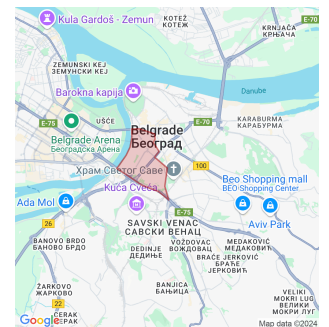 Kula Gardoš - Zemun
КОТЕЖ
КОТЕЖ
KRNJAČA
КРЊАЧА
E-70
ZEMUNSKI KEJ
ЗЕМУНСКИ КЕЈ
Barokna kapija
Danube
E-75
UŠĆE
УШЋЕ
E-70
KARABURMA
КАРАБУРМА
Belgrade
Београд
Belgrade Arena
Београдска Арена
Храм Светог Саве
100
Kuća Cveća
Beo Shopping mall
BEO Shopping Center
Ada Mol
E-75
Aviv Park
SAVSKI VENAC
САВСКИ ВЕНАЦ
BANOVO BRDO
БАНОВО БРДО
DEDINJE
ДЕДИЊЕ
VOŽDOVAC
ВОЖДОВАЦ
MEDAKOVIĆ
МЕДАКОВИЋ
BRAĆE JERKOVIĆ
БРАЋЕ
ЈЕРКОВИЋ
ŽARKOVO
ЖАРКОВО
BANJICA
БАЊИЦА
VELIKI
MOKRI LUG
ВЕЛИКИ
МОКРИ ЛУГ
22
CERAK
ЦЕРАК
Google
Map data ©2024